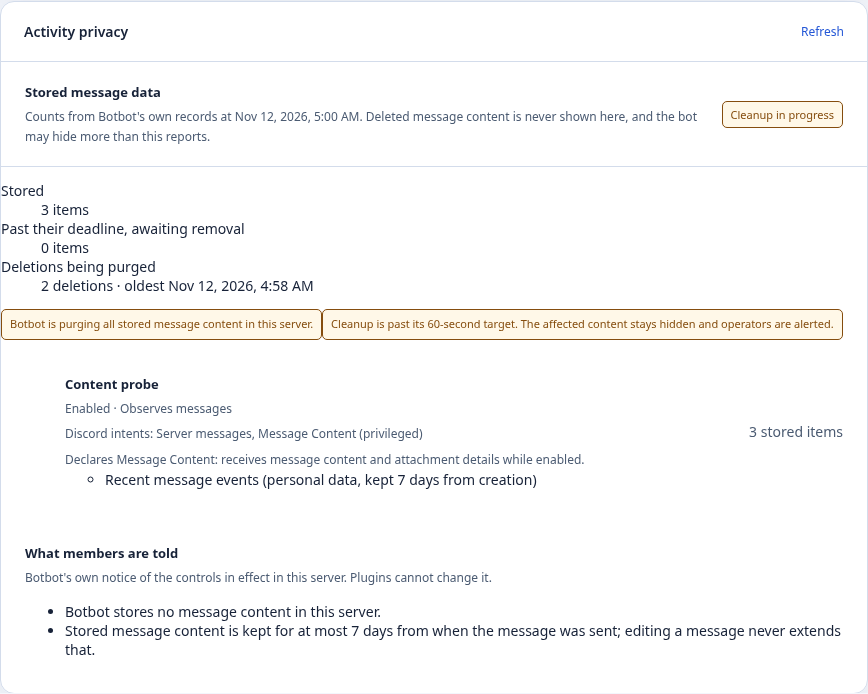 Activity privacy
Refresh
Stored message data
Counts from Botbot's own records at Nov 12, 2026, 5:00 AM. Deleted message content is never shown here, and the bot
may hide more than this reports.
Cleanup in progress
Stored
3 items
Past their deadline, awaiting removal
0 items
Deletions being purged
2 deletions · oldest Nov 12, 2026, 4:58 AM
Botbot is purging all stored message content in this server.
Cleanup is past its 60-second target. The affected content stays hidden and operators are alerted.
Content probe
Enabled · Observes messages
Discord intents: Server messages, Message Content (privileged)
Declares Message Content: receives message content and attachment details while enabled.
Recent message events (personal data, kept 7 days from creation)
3 stored items
What members are told
Botbot's own notice of the controls in effect in this server. Plugins cannot change it.
Botbot stores no message content in this server.
Stored message content is kept for at most 7 days from when the message was sent; editing a message never extends
that.